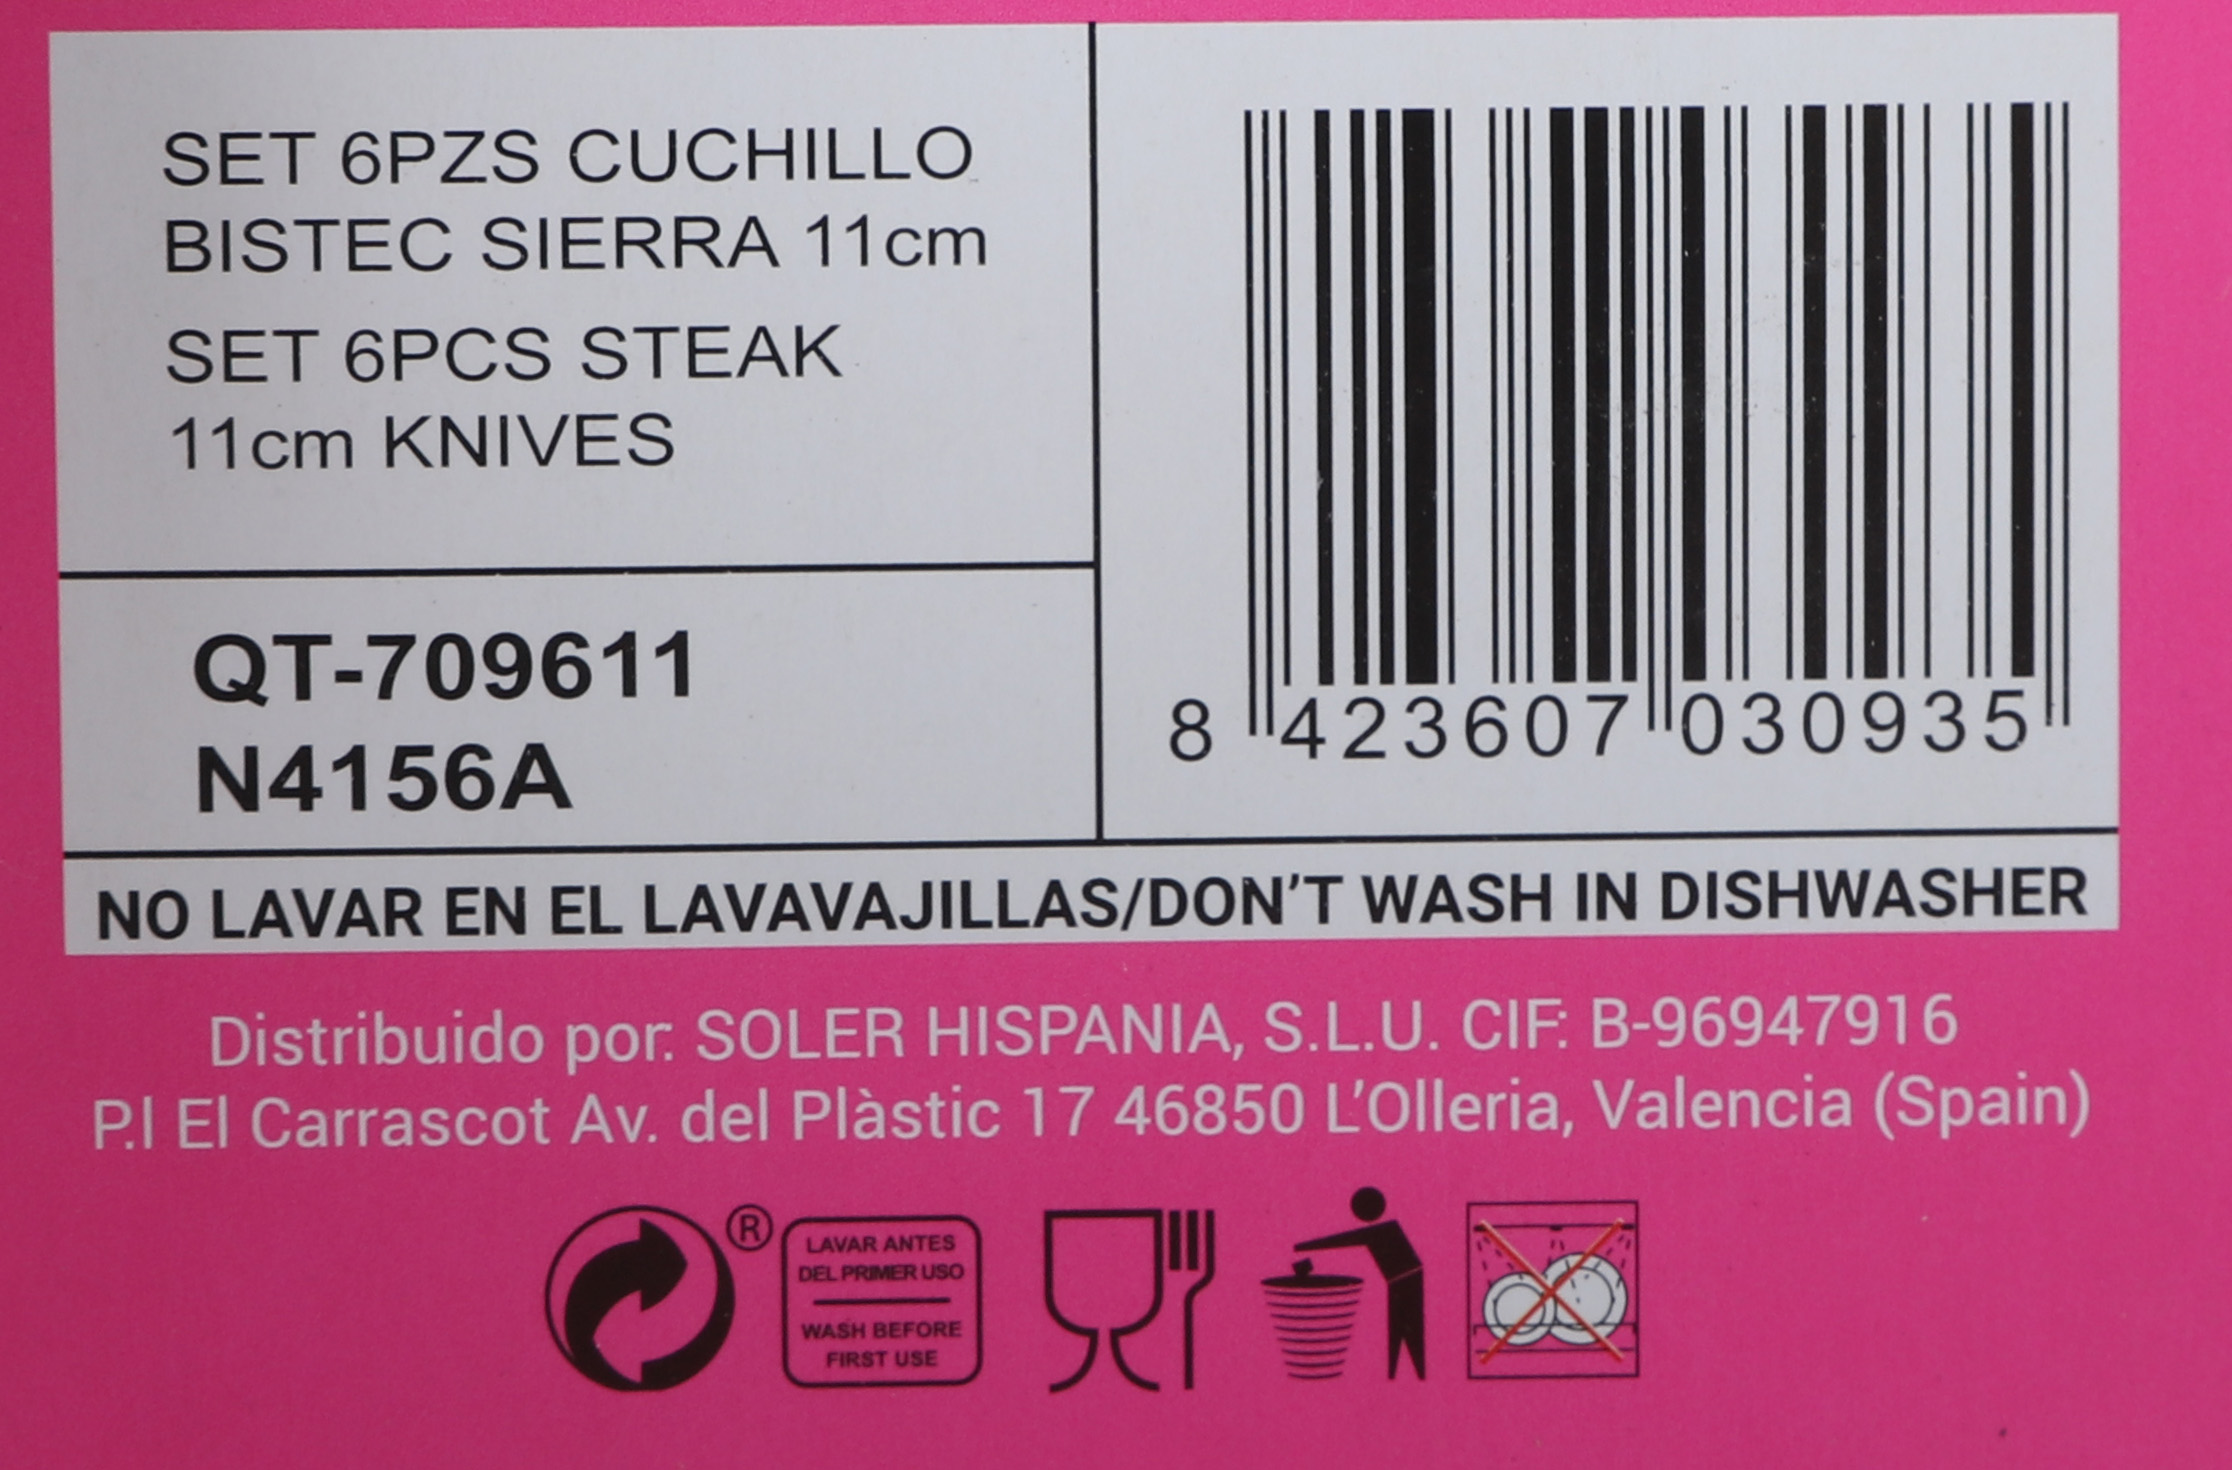 SET 6PZS CUCHILLO
BISTEC SIERRA 11cm
SET 6PCS STEAK
11cm KNIVES
QT-709611
N4156A
8 423607 030935
NO LAVAR EN EL LAVAVAJILLAS/DON'T WASH IN DISHWASHER
Distribuido por: SOLER HISPANIA, S.L.U. CIF: B-96947916
P.I El Carrascot Av. del Plàstic 17 46850 L'Olleria, Valencia (Spain)
®
LAVAR ANTES
DEL PRIMER USO
WASH BEFORE
FIRST USE